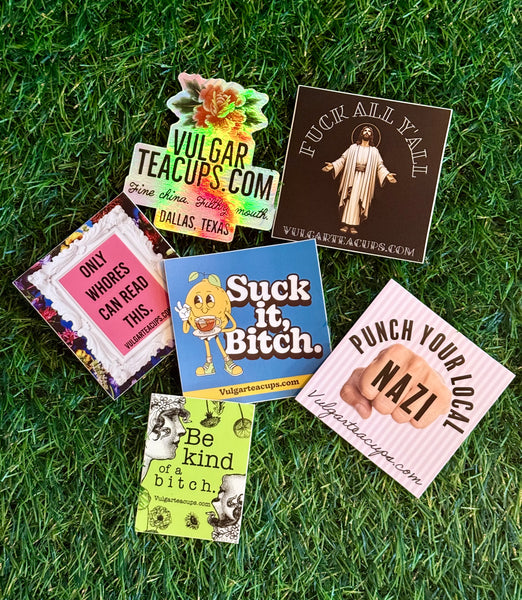 VULGAR
TEACUPS.COM
Fine china. Filthy mouth.
DALLAS, TEXAS
FUCK ALL Y'ALL
VULGARTEACUPS.COM
ONLY
WHORES
CAN READ
THIS.
VULGARTEACUPS.COM
Suck
it,
Bitch.
Vulgarteacups.com
PUNCH YOUR LOCAL
NAZI
Vulgarteacups.com
Be
kind
of a
bitch.
Vulgarteacups.com